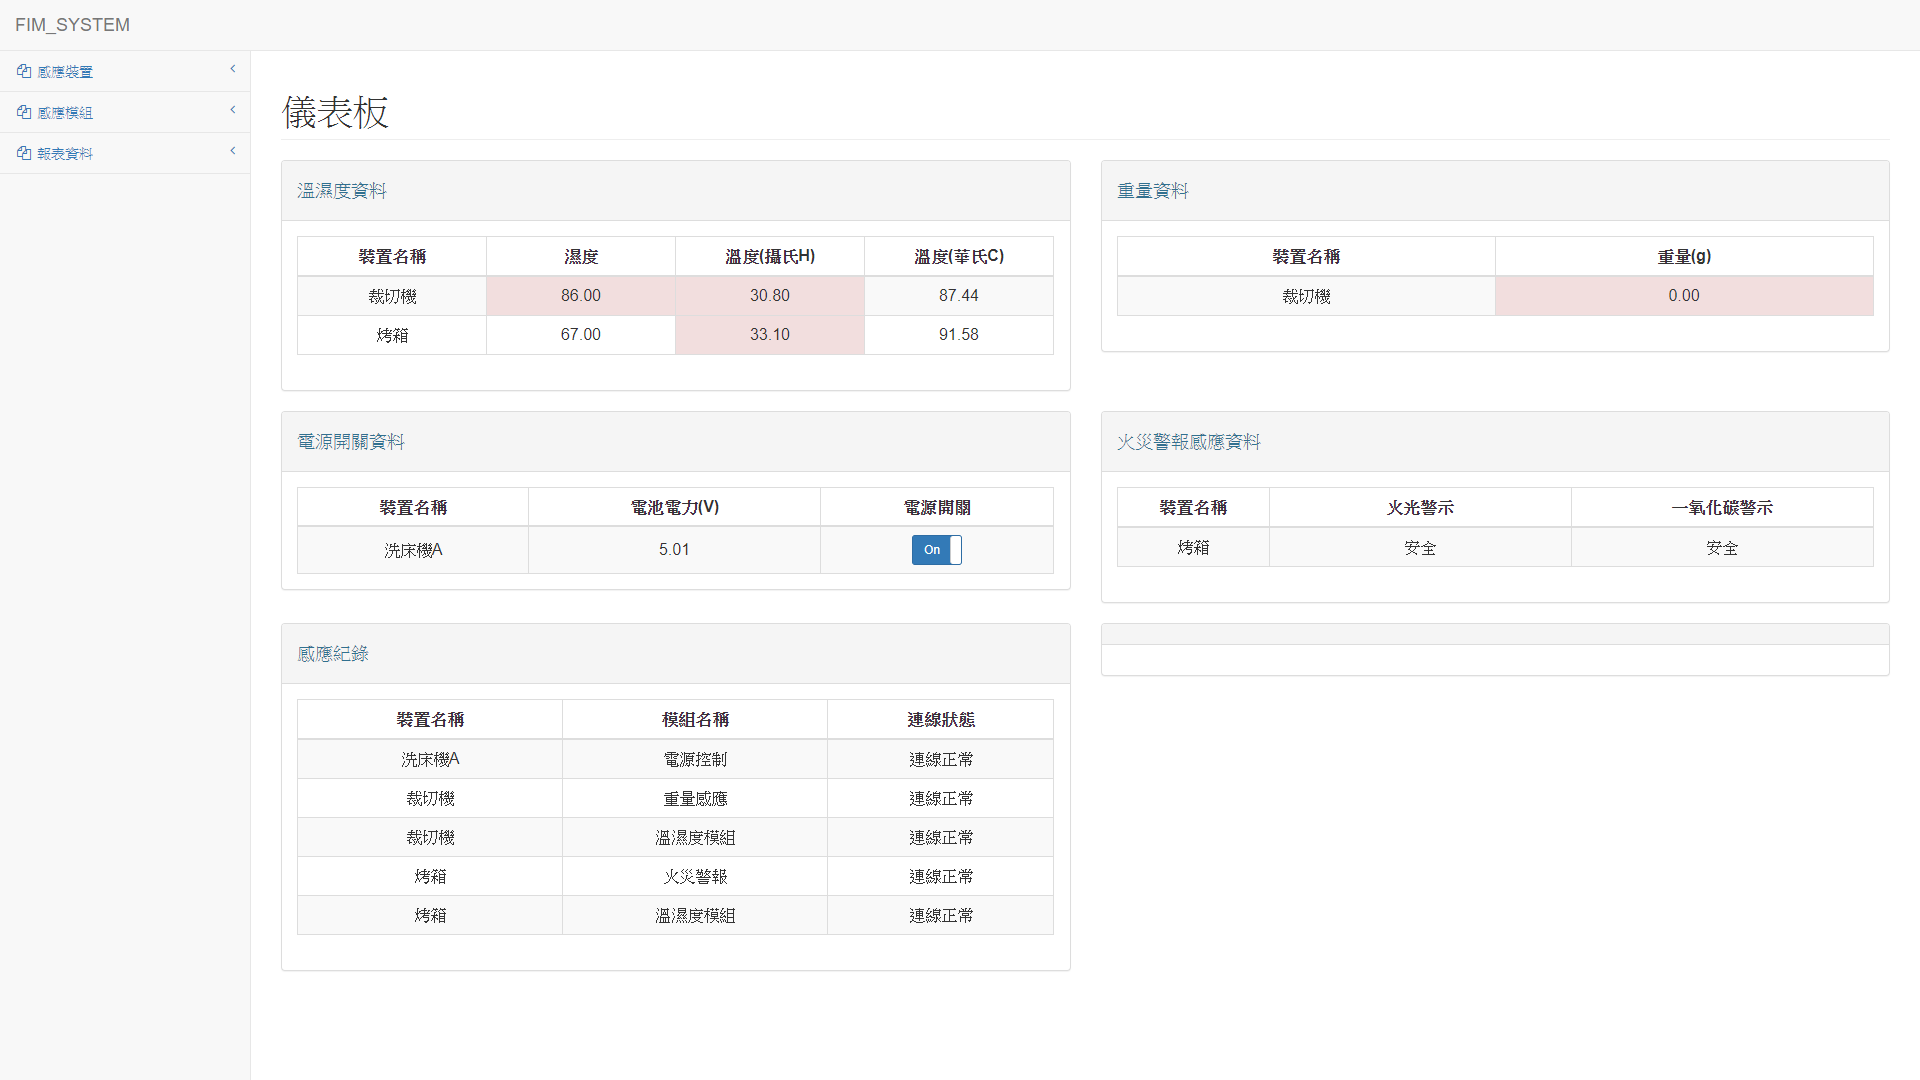 FIM_SYSTEM
感應裝置
感應模組
報表資料
儀表板
溫濕度資料
裝置名稱 濕度 溫度(攝氏H) 溫度(華氏C)
裁切機 86.00 30.80 87.44
烤箱 67.00 33.10 91.58
重量資料
裝置名稱 重量(g)
裁切機 0.00
電源開關資料
裝置名稱 電池電力(V) 電源開關
洗床機A 5.01 On
火災警報感應資料
裝置名稱 火光警示 一氧化碳警示
烤箱 安全 安全
感應紀錄
裝置名稱 模組名稱 連線狀態
洗床機A 電源控制 連線正常
裁切機 重量感應 連線正常
裁切機 溫濕度模組 連線正常
烤箱 火災警報 連線正常
烤箱 溫濕度模組 連線正常